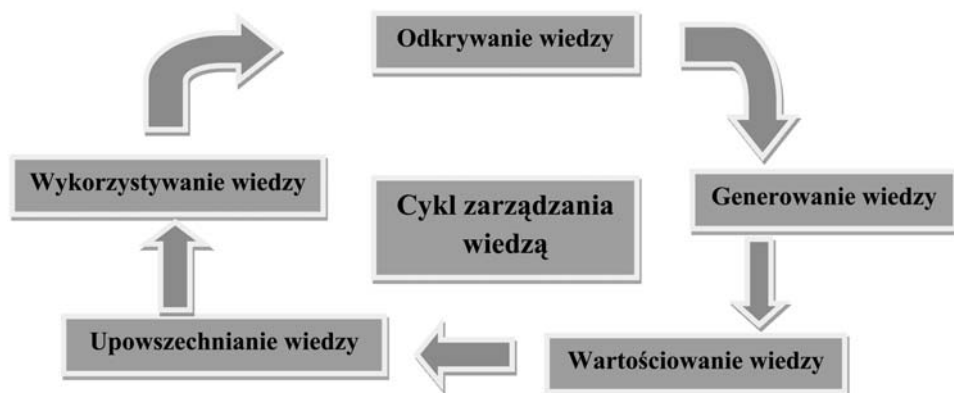 Odkrywanie wiedzy
Wykorzystywanie wiedzy
Cykl zarządzania
wiedzą
Generowanie wiedzy
Upowszechnianie wiedzy
Wartościowanie wiedzy